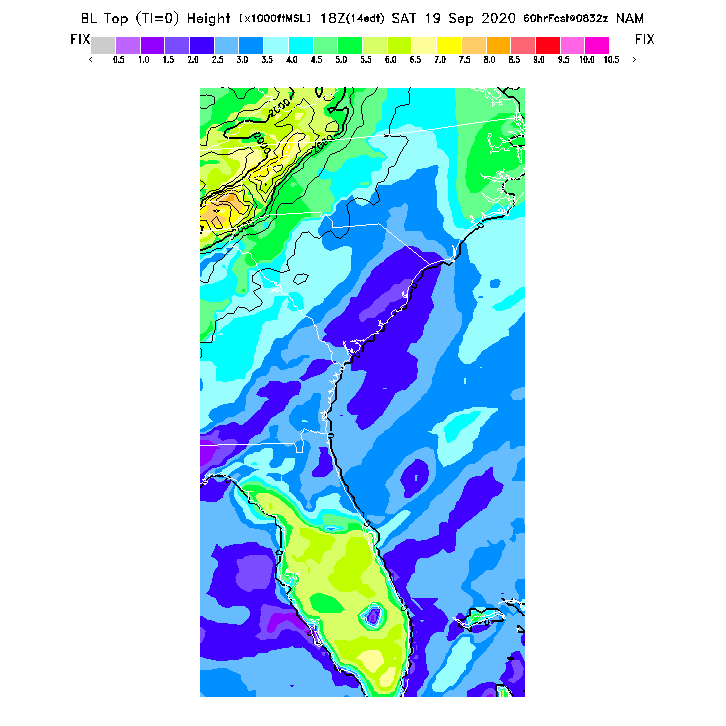 BL Top (TI=0) Height [x1000ftMSL] 18Z(14edt) SAT 19 Sep 2020 60hrFcst@0832z NAM
FIX FIX
< 0.5 1.0 1.5 2.0 2.5 3.0 3.5 4.0 4.5 5.0 5.5 6.0 6.5 7.0 7.5 8.0 8.5 9.0 9.5 10.0 10.5 >
2000
2000